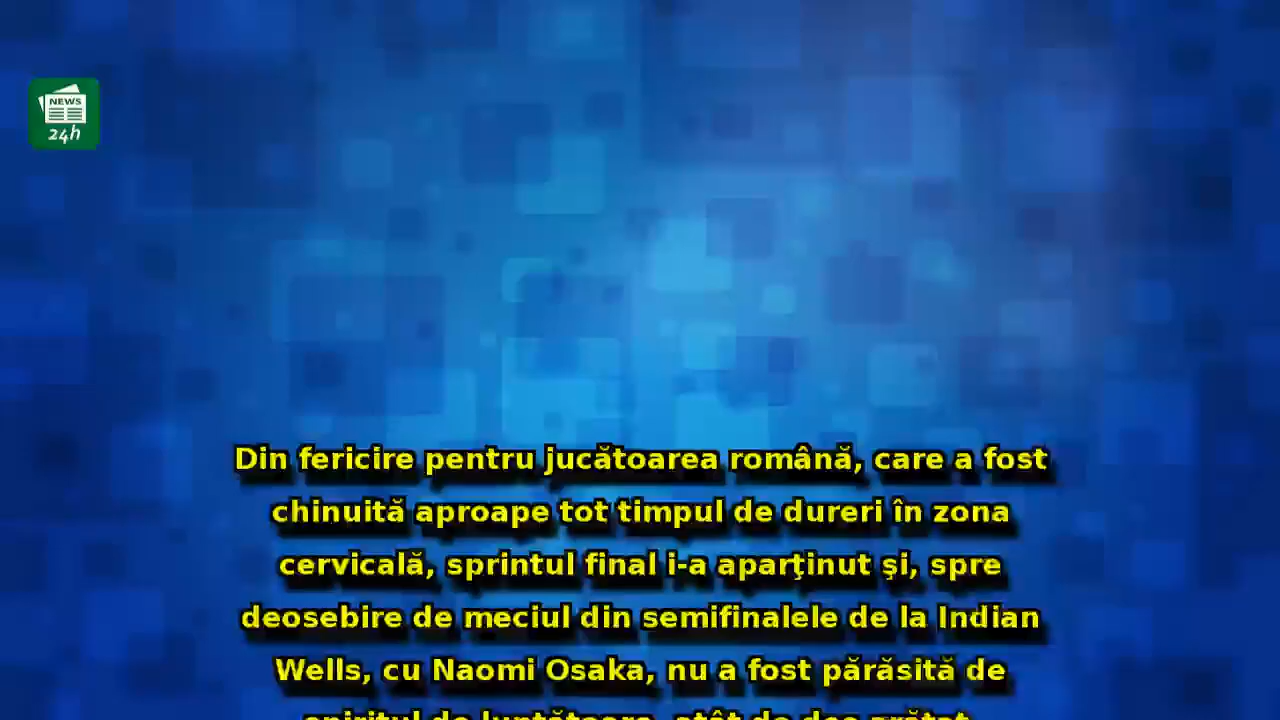 NEWS
24h
Din fericire pentru jucătoarea română, care a fost
chinuită aproape tot timpul de dureri în zona
cervicală, sprintul final i-a aparţinut şi, spre
deosebire de meciul din semifinalele de la Indian
Wells, cu Naomi Osaka, nu a fost părăsită de